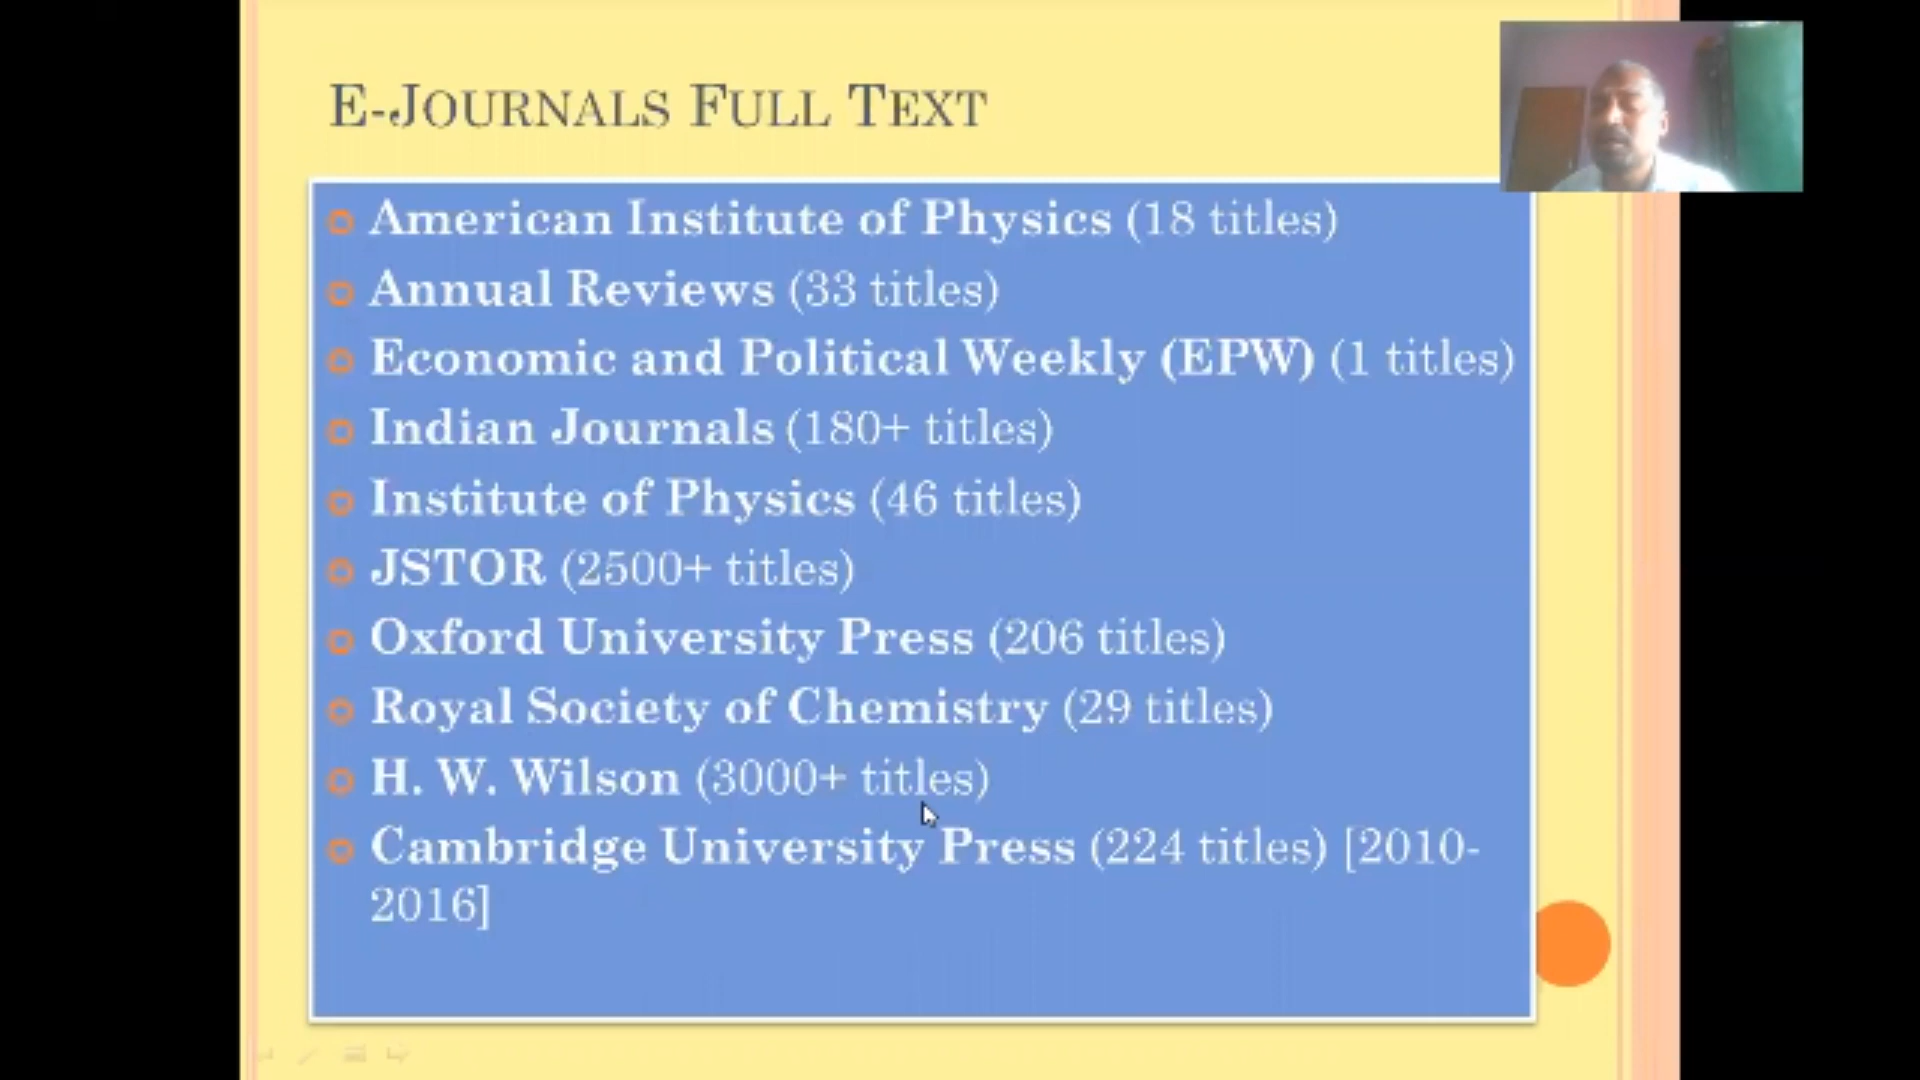 E-JOURNALS FULL TEXT
American Institute of Physics (18 titles)
Annual Reviews (33 titles)
Economic and Political Weekly (EPW) (1 titles)
Indian Journals (180+ titles)
Institute of Physics (46 titles)
JSTOR (2500+ titles)
Oxford University Press (206 titles)
Royal Society of Chemistry (29 titles)
H. W. Wilson (3000+ titles)
Cambridge University Press (224 titles) [2010-
2016]